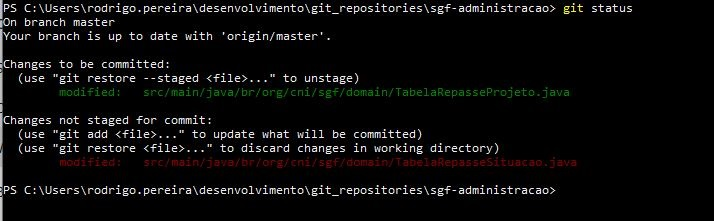 PS C:\Users\rodrigo.pereira\desenvolvimento\git_repositories\sgf-administracao> git status
On branch master
Your branch is up to date with 'origin/master'.
Changes to be committed:
(use "git restore --staged <file>..." to unstage)
modified: src/main/java/br/org/cni/sgf/domain/TabelaRepasseProjeto.java
Changes not staged for commit:
(use "git add <file>..." to update what will be committed)
(use "git restore <file>..." to discard changes in working directory)
modified: src/main/java/br/org/cni/sgf/domain/TabelaRepasseSituacao.java
PS C:\Users\rodrigo.pereira\desenvolvimento\git_repositories\sgf-administracao>